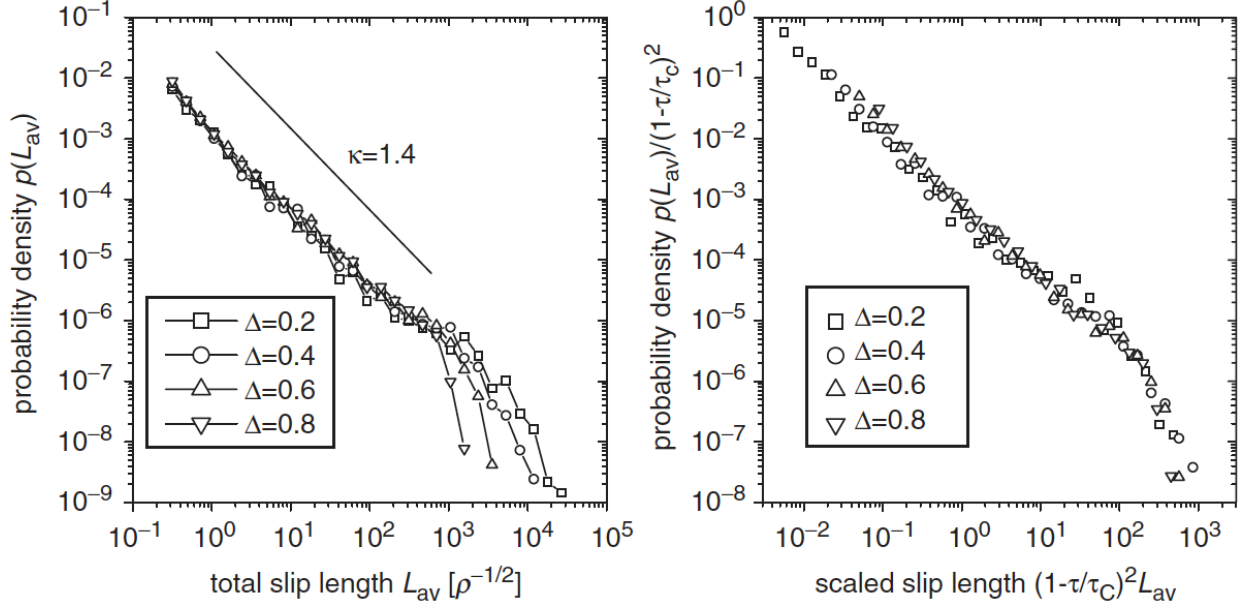 probability density p(L_av)
10^0
10^−1
10^−2
10^−3
10^−4
10^−5
10^−6
10^−7
10^−8
10^−9
κ=1.4
Δ=0.2
Δ=0.4
Δ=0.6
Δ=0.8
10^−1 10^0 10^1 10^2 10^3 10^4 10^5
total slip length L_av [ρ^−1/2]
probability density p(L_av)/(1-τ/τ_c)^2
10^0
10^−1
10^−2
10^−3
10^−4
10^−5
10^−6
10^−7
10^−8
Δ=0.2
Δ=0.4
Δ=0.6
Δ=0.8
10^−2 10^−1 10^0 10^1 10^2 10^3
scaled slip length (1-τ/τ_C)^2L_av